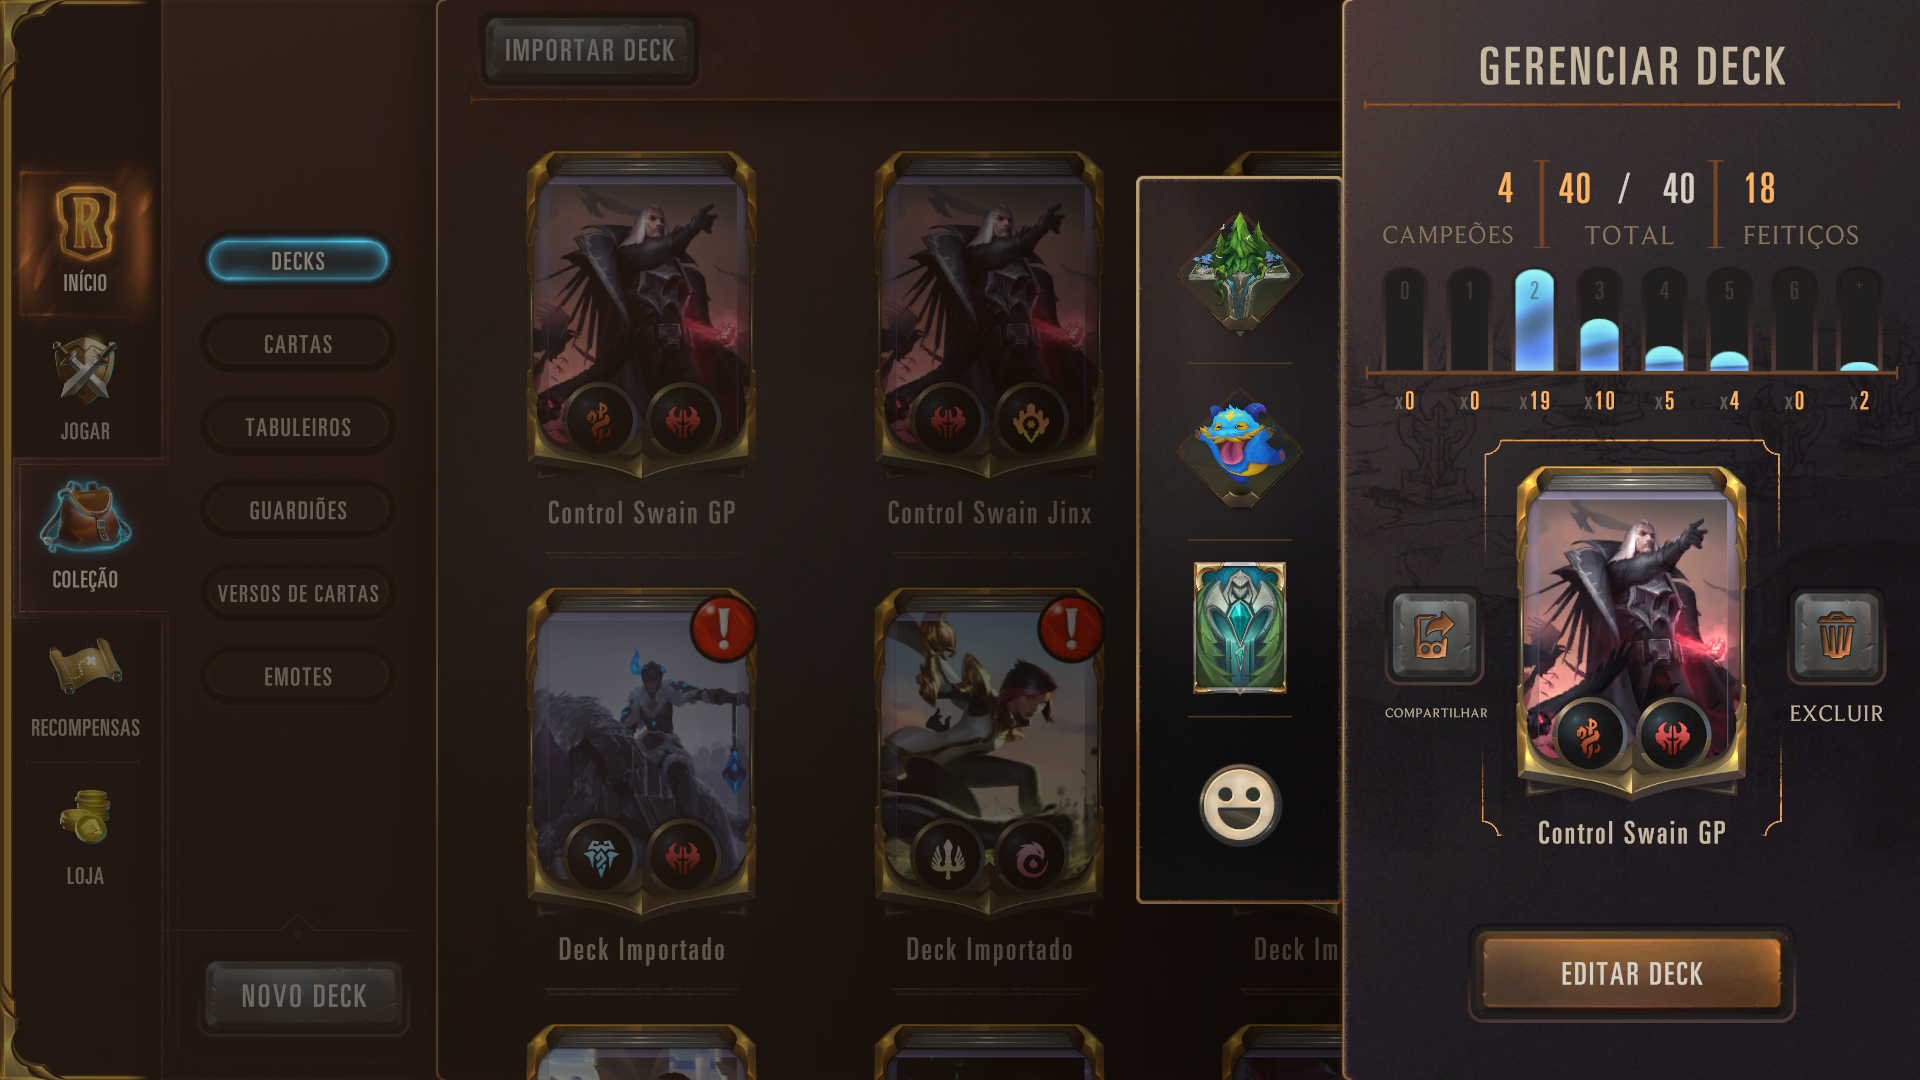 IMPORTAR DECK
GERENCIAR DECK
4
40 / 40
18
CAMPEÕES
TOTAL
FEITIÇOS
0
1
2
3
4
5
6
+
x0
x0
x19
x10
x5
x4
x0
x2
INÍCIO
JOGAR
COLEÇÃO
RECOMPENSAS
LOJA
DECKS
CARTAS
TABULEIROS
GUARDIÕES
VERSOS DE CARTAS
EMOTES
NOVO DECK
Control Swain GP
Control Swain Jinx
Deck Importado
Deck Importado
Deck Im
COMPARTILHAR
EXCLUIR
Control Swain GP
EDITAR DECK